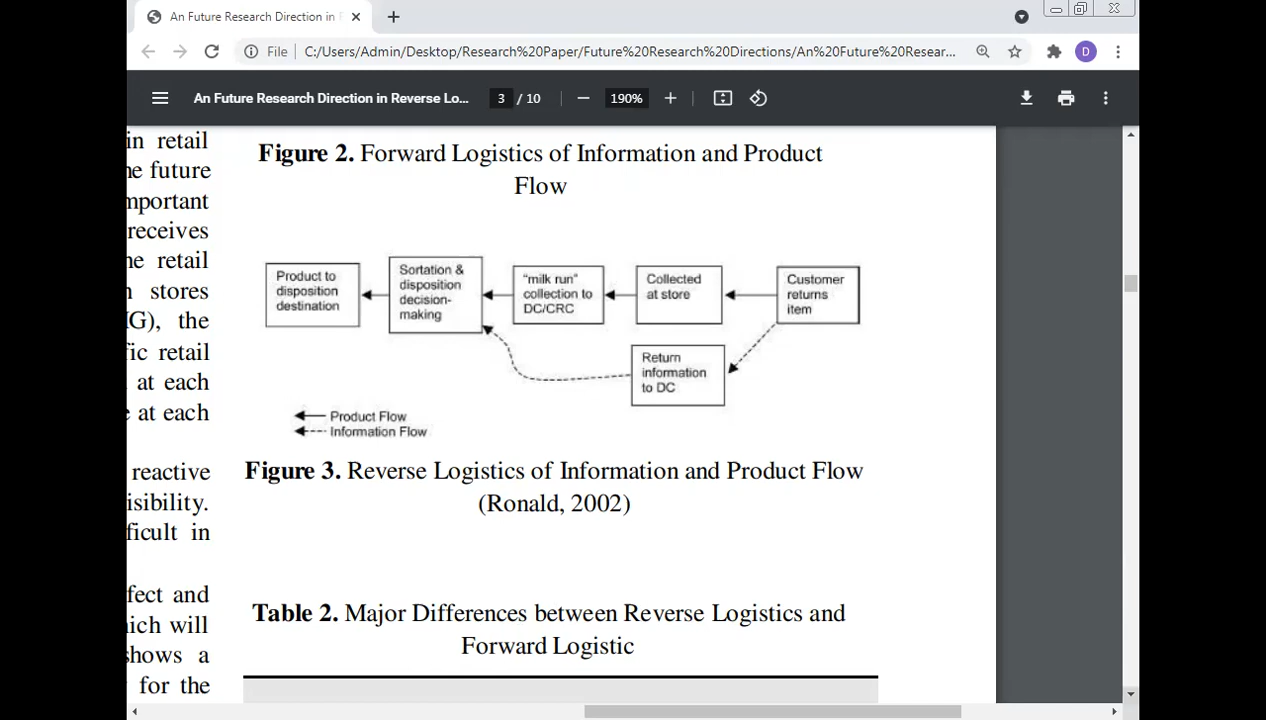 An Future Research Direction in
File C:/Users/Admin/Desktop/Research%20Paper/Future%20Research%20Directions/An%20Future%20Resear...
D
An Future Research Direction in Reverse Lo...
3 / 10
190%
in retail
he future
mportant
receives
he retail
stores
G), the
fic retail
at each
e at each
reactive
isibility.
ficult in
fect and
hich will
shows a
for the
Figure 2. Forward Logistics of Information and Product
Flow
Product to
disposition
destination
Sortation &
disposition
decision-
making
"milk run"
collection to
DC/CRC
Collected
at store
Customer
returns
item
Return
information
to DC
Product Flow
Information Flow
Figure 3. Reverse Logistics of Information and Product Flow
(Ronald, 2002)
Table 2. Major Differences between Reverse Logistics and
Forward Logistic